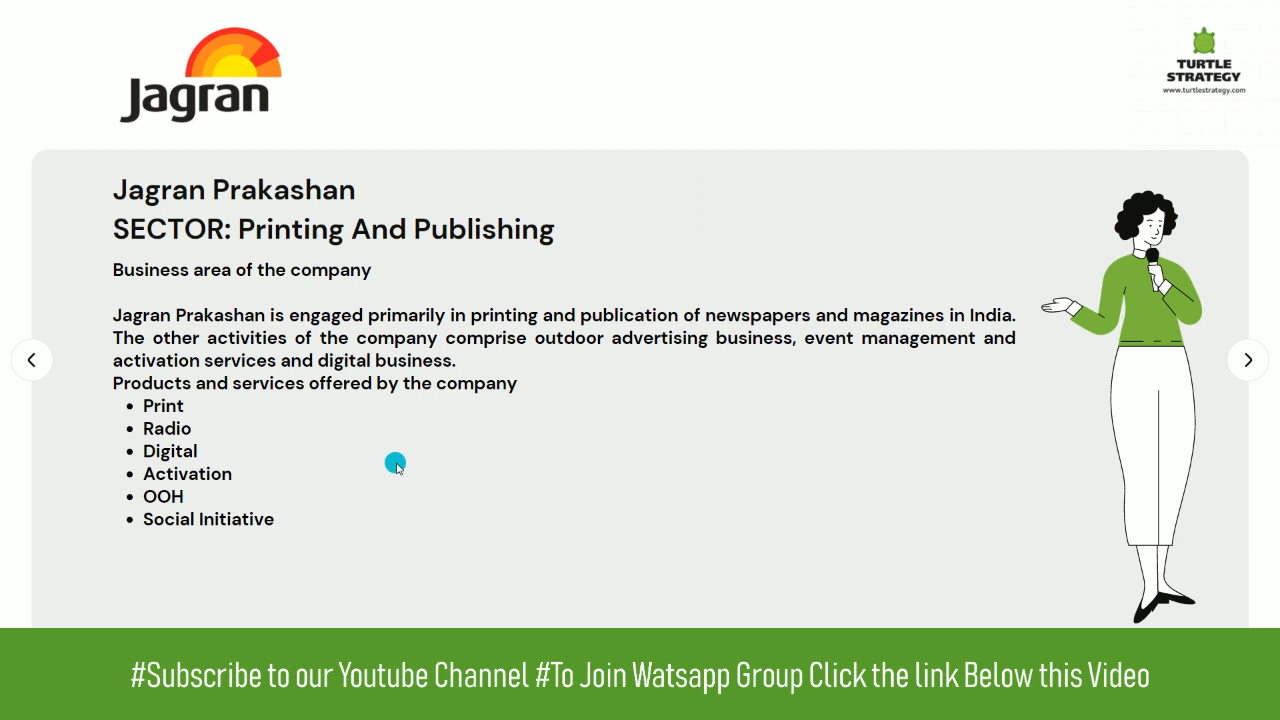 Jagran
TURTLE
STRATEGY
www.turtlestrategy.com
Jagran Prakashan
SECTOR: Printing And Publishing
Business area of the company
Jagran Prakashan is engaged primarily in printing and publication of newspapers and magazines in India.
The other activities of the company comprise outdoor advertising business, event management and
activation services and digital business.
Products and services offered by the company
• Print
• Radio
• Digital
• Activation
• OOH
• Social Initiative
#Subscribe to our Youtube Channel #To Join Watsapp Group Click the link Below this Video